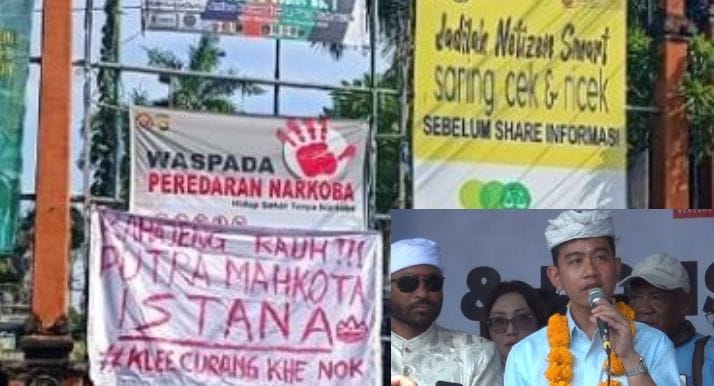 WASPADA
PEREDARAN NARKOBA
Hidup Sehat Tanpa Narkoba
RAUH!!!
PUTRA MAHKOTA
ISTANA
#KLEE CURANG KHE NOK
Jadilah Netizen Smart
saring cek & ricek
SEBELUM SHARE INFORMASI
&